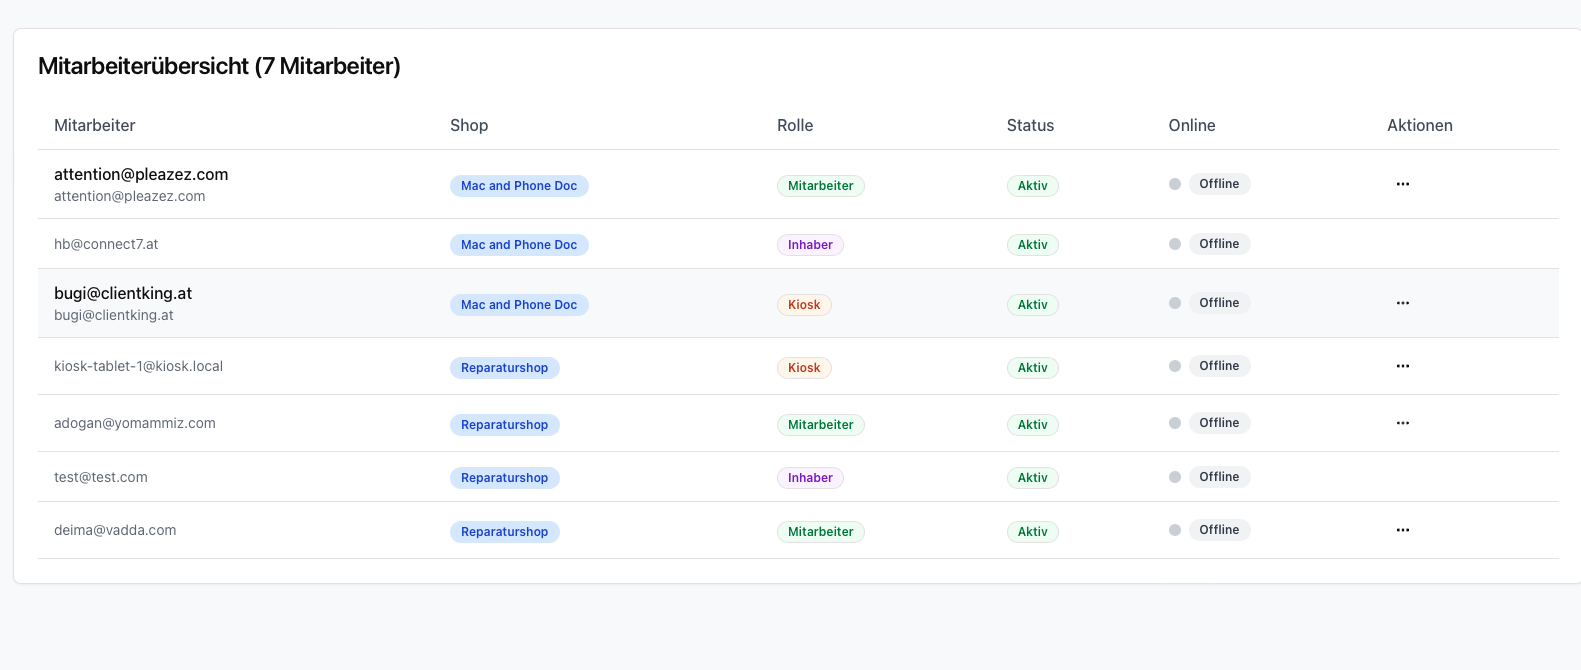 Mitarbeiterübersicht (7 Mitarbeiter)
Mitarbeiter Shop Rolle Status Online Aktionen
attention@pleazez.com
attention@pleazez.com Mac and Phone Doc Mitarbeiter Aktiv Offline ...
hb@connect7.at Mac and Phone Doc Inhaber Aktiv Offline
bugi@clientking.at
bugi@clientking.at Mac and Phone Doc Kiosk Aktiv Offline ...
kiosk-tablet-1@kiosk.local Reparaturshop Kiosk Aktiv Offline ...
adogan@yomammiz.com Reparaturshop Mitarbeiter Aktiv Offline ...
test@test.com Reparaturshop Inhaber Aktiv Offline
deima@vadda.com Reparaturshop Mitarbeiter Aktiv Offline ...